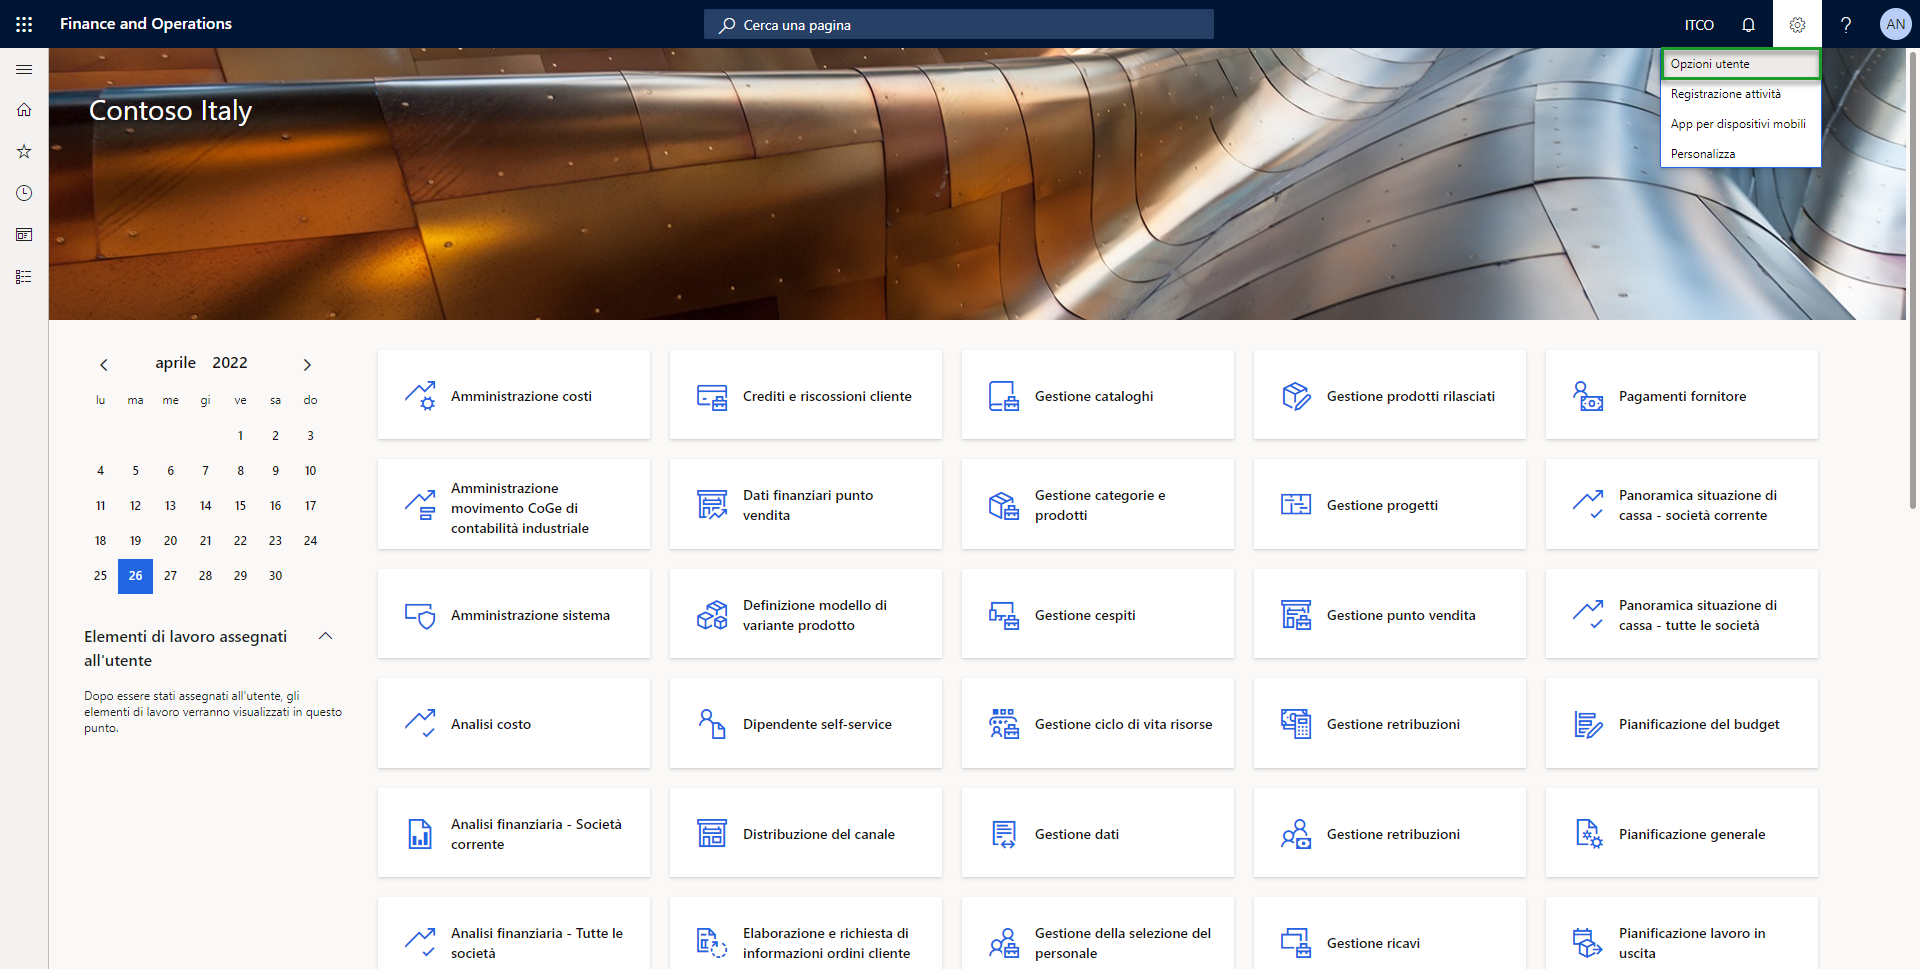 Finance and Operations
Cerca una pagina
ITCO
?
AN
Opzioni utente
Registrazione attività
App per dispositivi mobili
Personalizza
Contoso Italy
aprile 2022
lu ma me gi ve sa do
1 2 3
4 5 6 7 8 9 10
11 12 13 14 15 16 17
18 19 20 21 22 23 24
25 26 27 28 29 30
Elementi di lavoro assegnati
all'utente
Dopo essere stati assegnati all'utente, gli
elementi di lavoro verranno visualizzati in questo
punto.
Amministrazione costi
Crediti e riscossioni cliente
Gestione cataloghi
Gestione prodotti rilasciati
Pagamenti fornitore
Amministrazione
movimento CoGe di
contabilità industriale
Dati finanziari punto
vendita
Gestione categorie e
prodotti
Gestione progetti
Panoramica situazione di
cassa - società corrente
Amministrazione sistema
Definizione modello di
variante prodotto
Gestione cespiti
Gestione punto vendita
Panoramica situazione di
cassa - tutte le società
Analisi costo
Dipendente self-service
Gestione ciclo di vita risorse
Gestione retribuzioni
Pianificazione del budget
Analisi finanziaria - Società
corrente
Distribuzione del canale
Gestione dati
Gestione retribuzioni
Pianificazione generale
Analisi finanziaria - Tutte le
società
Elaborazione e richiesta di
informazioni ordini cliente
Gestione della selezione del
personale
Gestione ricavi
Pianificazione lavoro in
uscita